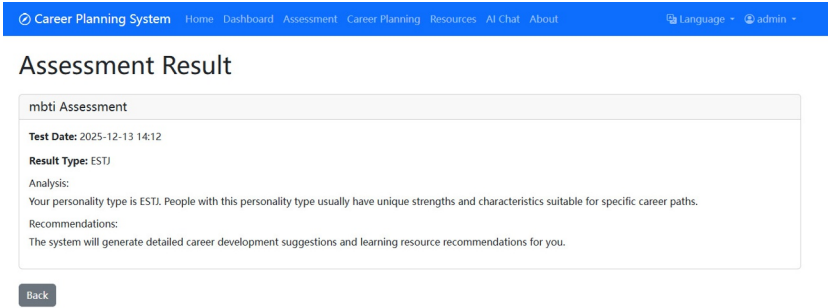 Career Planning System Home Dashboard Assessment Career Planning Resources AI Chat About Language admin
Assessment Result
mbti Assessment
Test Date: 2025-12-13 14:12
Result Type: ESTJ
Analysis:
Your personality type is ESTJ. People with this personality type usually have unique strengths and characteristics suitable for specific career paths.
Recommendations:
The system will generate detailed career development suggestions and learning resource recommendations for you.
Back